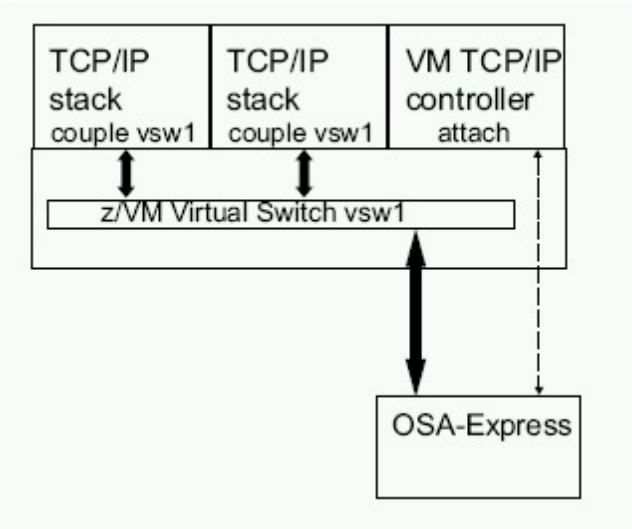 TCP/IP
stack
couple vsw1
TCP/IP
stack
couple vsw1
VM TCP/IP
controller
attach
z/VM Virtual Switch vsw1
OSA-Express